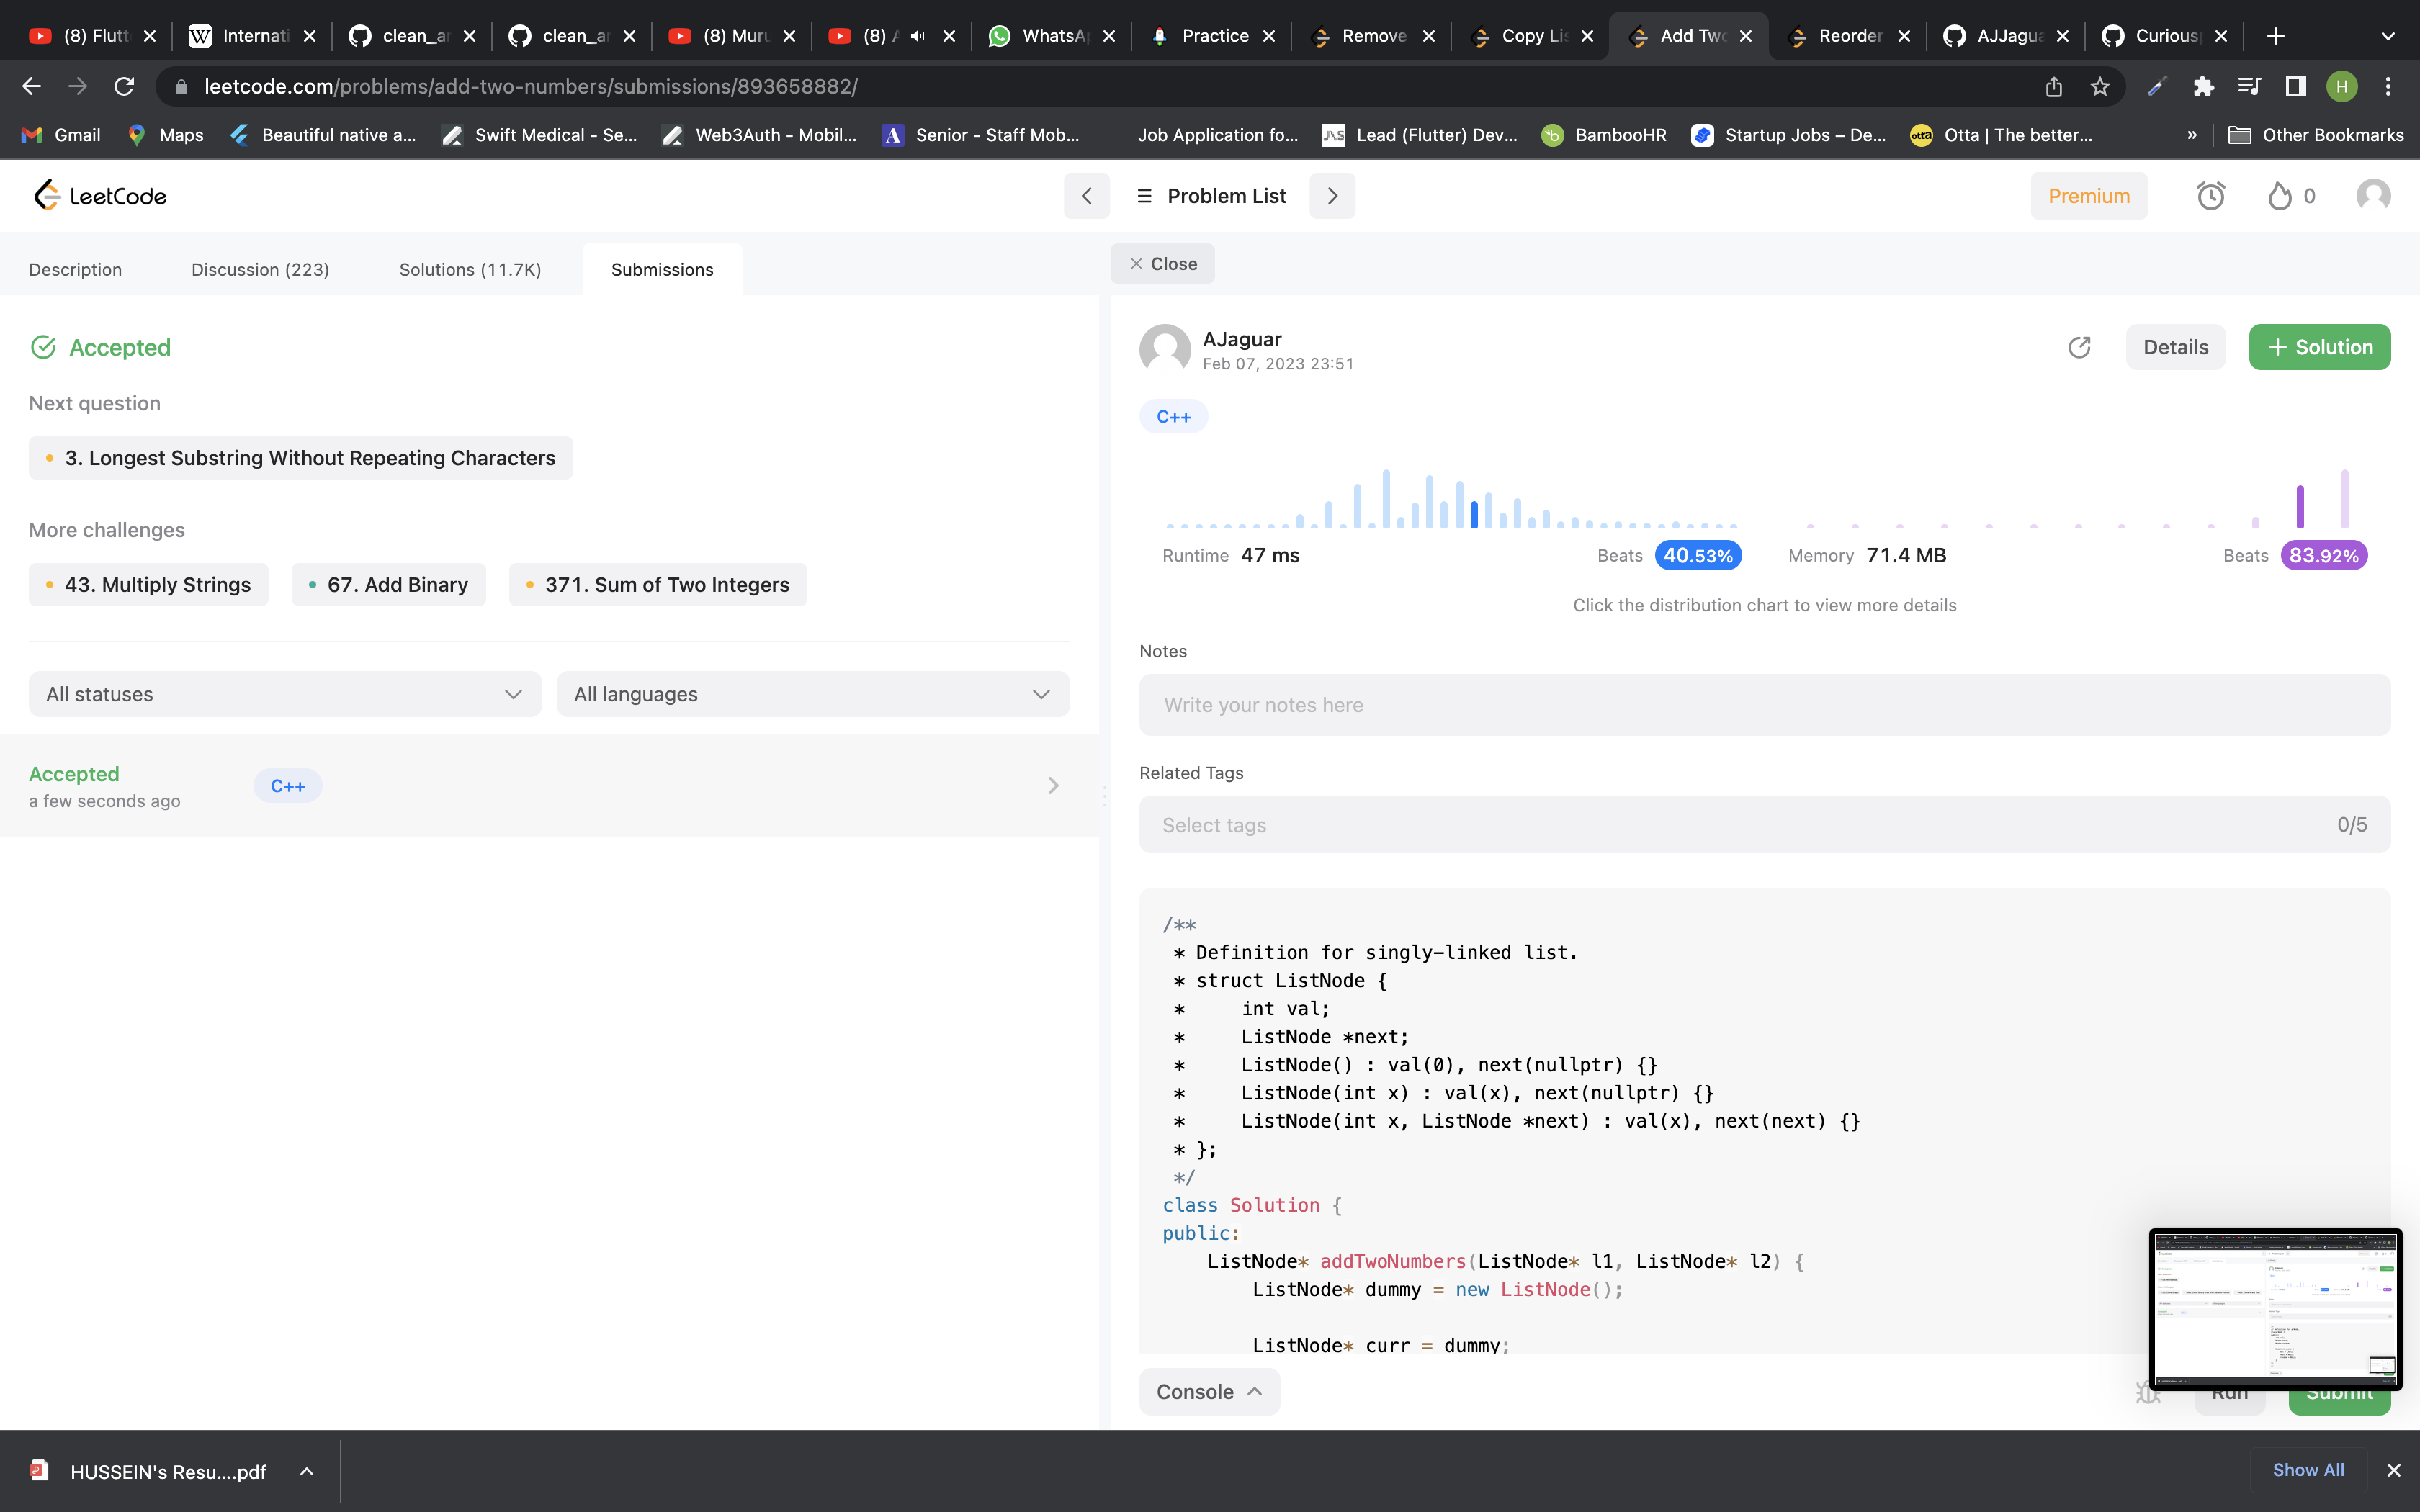 (8) Flutt
Internati
clean_ar
clean_ar
(8) Muru
(8) A
WhatsAp
Practice
Remove
Copy Lis
Add Two
Reorder
AJJagua
Curious
leetcode.com/problems/add-two-numbers/submissions/893658882/
H
Gmail
Maps
Beautiful native a...
Swift Medical - Se...
Web3Auth - Mobil...
Senior - Staff Mob...
Job Application fo...
Lead (Flutter) Dev...
BambooHR
Startup Jobs – De...
Otta | The better...
»
Other Bookmarks
LeetCode
Problem List
Premium
0
Description
Discussion (223)
Solutions (11.7K)
Submissions
Close
Accepted
Next question
3. Longest Substring Without Repeating Characters
More challenges
43. Multiply Strings
67. Add Binary
371. Sum of Two Integers
All statuses
All languages
Accepted
a few seconds ago
C++
AJaguar
Feb 07, 2023 23:51
Details
+ Solution
C++
Runtime 47 ms
Beats 40.53%
Memory 71.4 MB
Beats 83.92%
Click the distribution chart to view more details
Notes
Write your notes here
Related Tags
Select tags
0/5
/**
 * Definition for singly-linked list.
 * struct ListNode {
 *     int val;
 *     ListNode *next;
 *     ListNode() : val(0), next(nullptr) {}
 *     ListNode(int x) : val(x), next(nullptr) {}
 *     ListNode(int x, ListNode *next) : val(x), next(next) {}
 * };
 */
class Solution {
public:
    ListNode* addTwoNumbers(ListNode* l1, ListNode* l2) {
        ListNode* dummy = new ListNode();
        ListNode* curr = dummy;
Console
Run
Submit
HUSSEIN's Resu....pdf
Show All